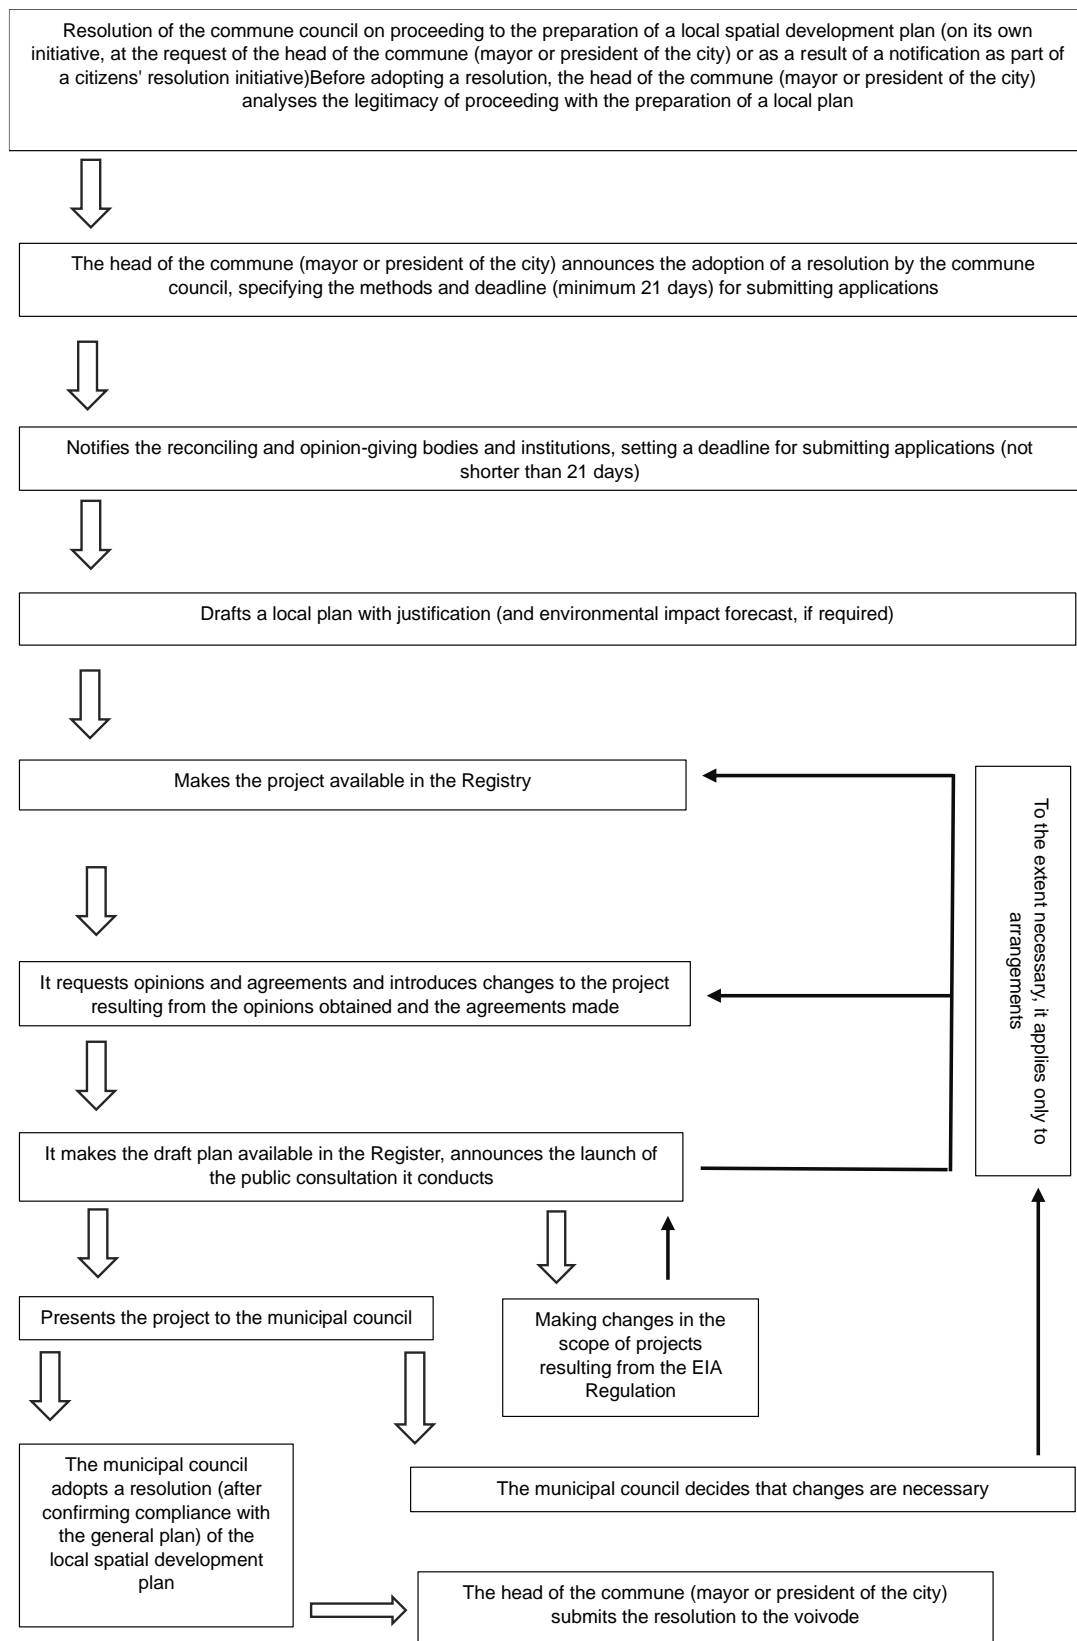 Resolution of the commune council on proceeding to the preparation of a local spatial development plan (on its own
initiative, at the request of the head of the commune (mayor or president of the city) or as a result of a notification as part of
a citizens' resolution initiative)Before adopting a resolution, the head of the commune (mayor or president of the city)
analyses the legitimacy of proceeding with the preparation of a local plan
The head of the commune (mayor or president of the city) announces the adoption of a resolution by the commune
council, specifying the methods and deadline (minimum 21 days) for submitting applications
Notifies the reconciling and opinion-giving bodies and institutions, setting a deadline for submitting applications (not
shorter than 21 days)
Drafts a local plan with justification (and environmental impact forecast, if required)
Makes the project available in the Registry
To the extent necessary, it applies only to
arrangements
It requests opinions and agreements and introduces changes to the project
resulting from the opinions obtained and the agreements made
It makes the draft plan available in the Register, announces the launch of
the public consultation it conducts
Presents the project to the municipal council
Making changes in the
scope of projects
resulting from the EIA
Regulation
The municipal council
adopts a resolution (after
confirming compliance with
the general plan) of the
local spatial development
plan
The municipal council decides that changes are necessary
The head of the commune (mayor or president of the city)
submits the resolution to the voivode